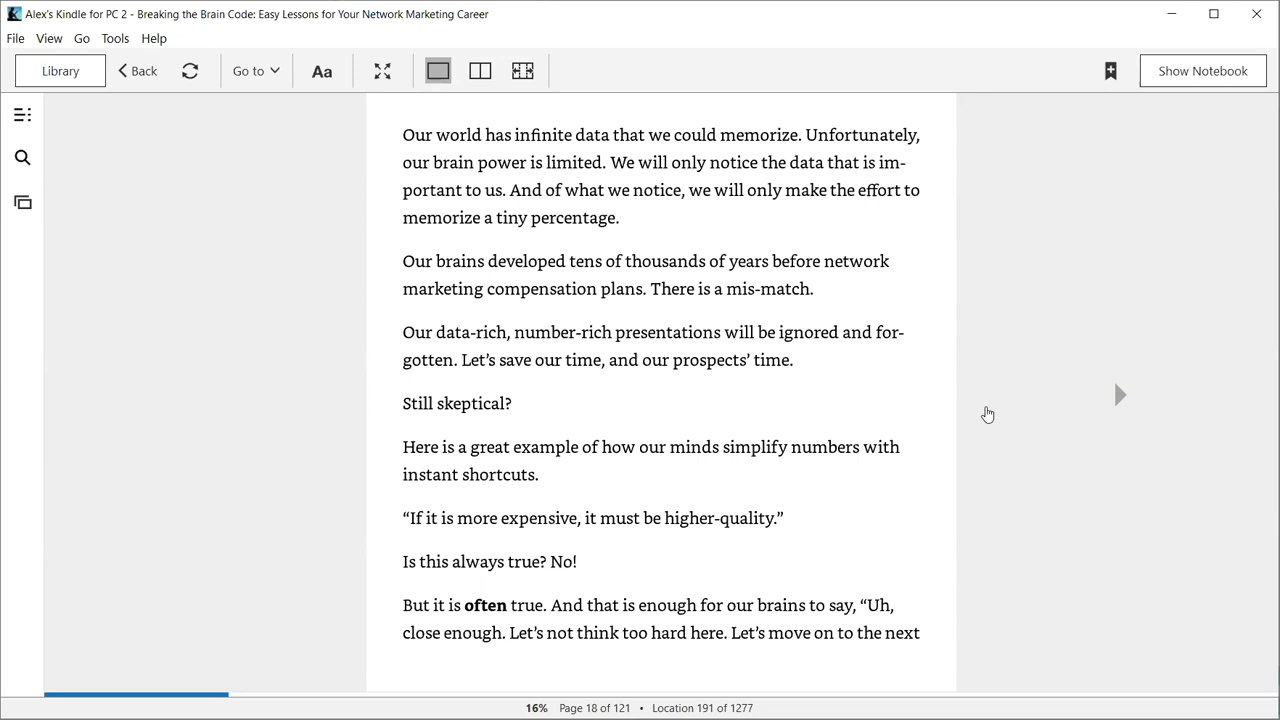 Alex's Kindle for PC 2 - Breaking the Brain Code: Easy Lessons for Your Network Marketing Career
File View Go Tools Help
Library Back Go to Aa Show Notebook
Our world has infinite data that we could memorize. Unfortunately,
our brain power is limited. We will only notice the data that is im-
portant to us. And of what we notice, we will only make the effort to
memorize a tiny percentage.
Our brains developed tens of thousands of years before network
marketing compensation plans. There is a mis-match.
Our data-rich, number-rich presentations will be ignored and for-
gotten. Let’s save our time, and our prospects’ time.
Still skeptical?
Here is a great example of how our minds simplify numbers with
instant shortcuts.
“If it is more expensive, it must be higher-quality.”
Is this always true? No!
But it is often true. And that is enough for our brains to say, “Uh,
close enough. Let’s not think too hard here. Let’s move on to the next
16% Page 18 of 121 • Location 191 of 1277